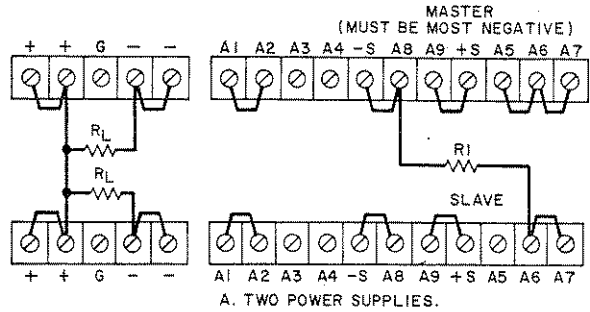 MASTER
(MUST BE MOST NEGATIVE)
+ + G - -
A1 A2 A3 A4 -S A8 A9 +S A5 A6 A7
RL
R1
RL
SLAVE
+ + G - -
A1 A2 A3 A4 -S A8 A9 +S A5 A6 A7
A. TWO POWER SUPPLIES.